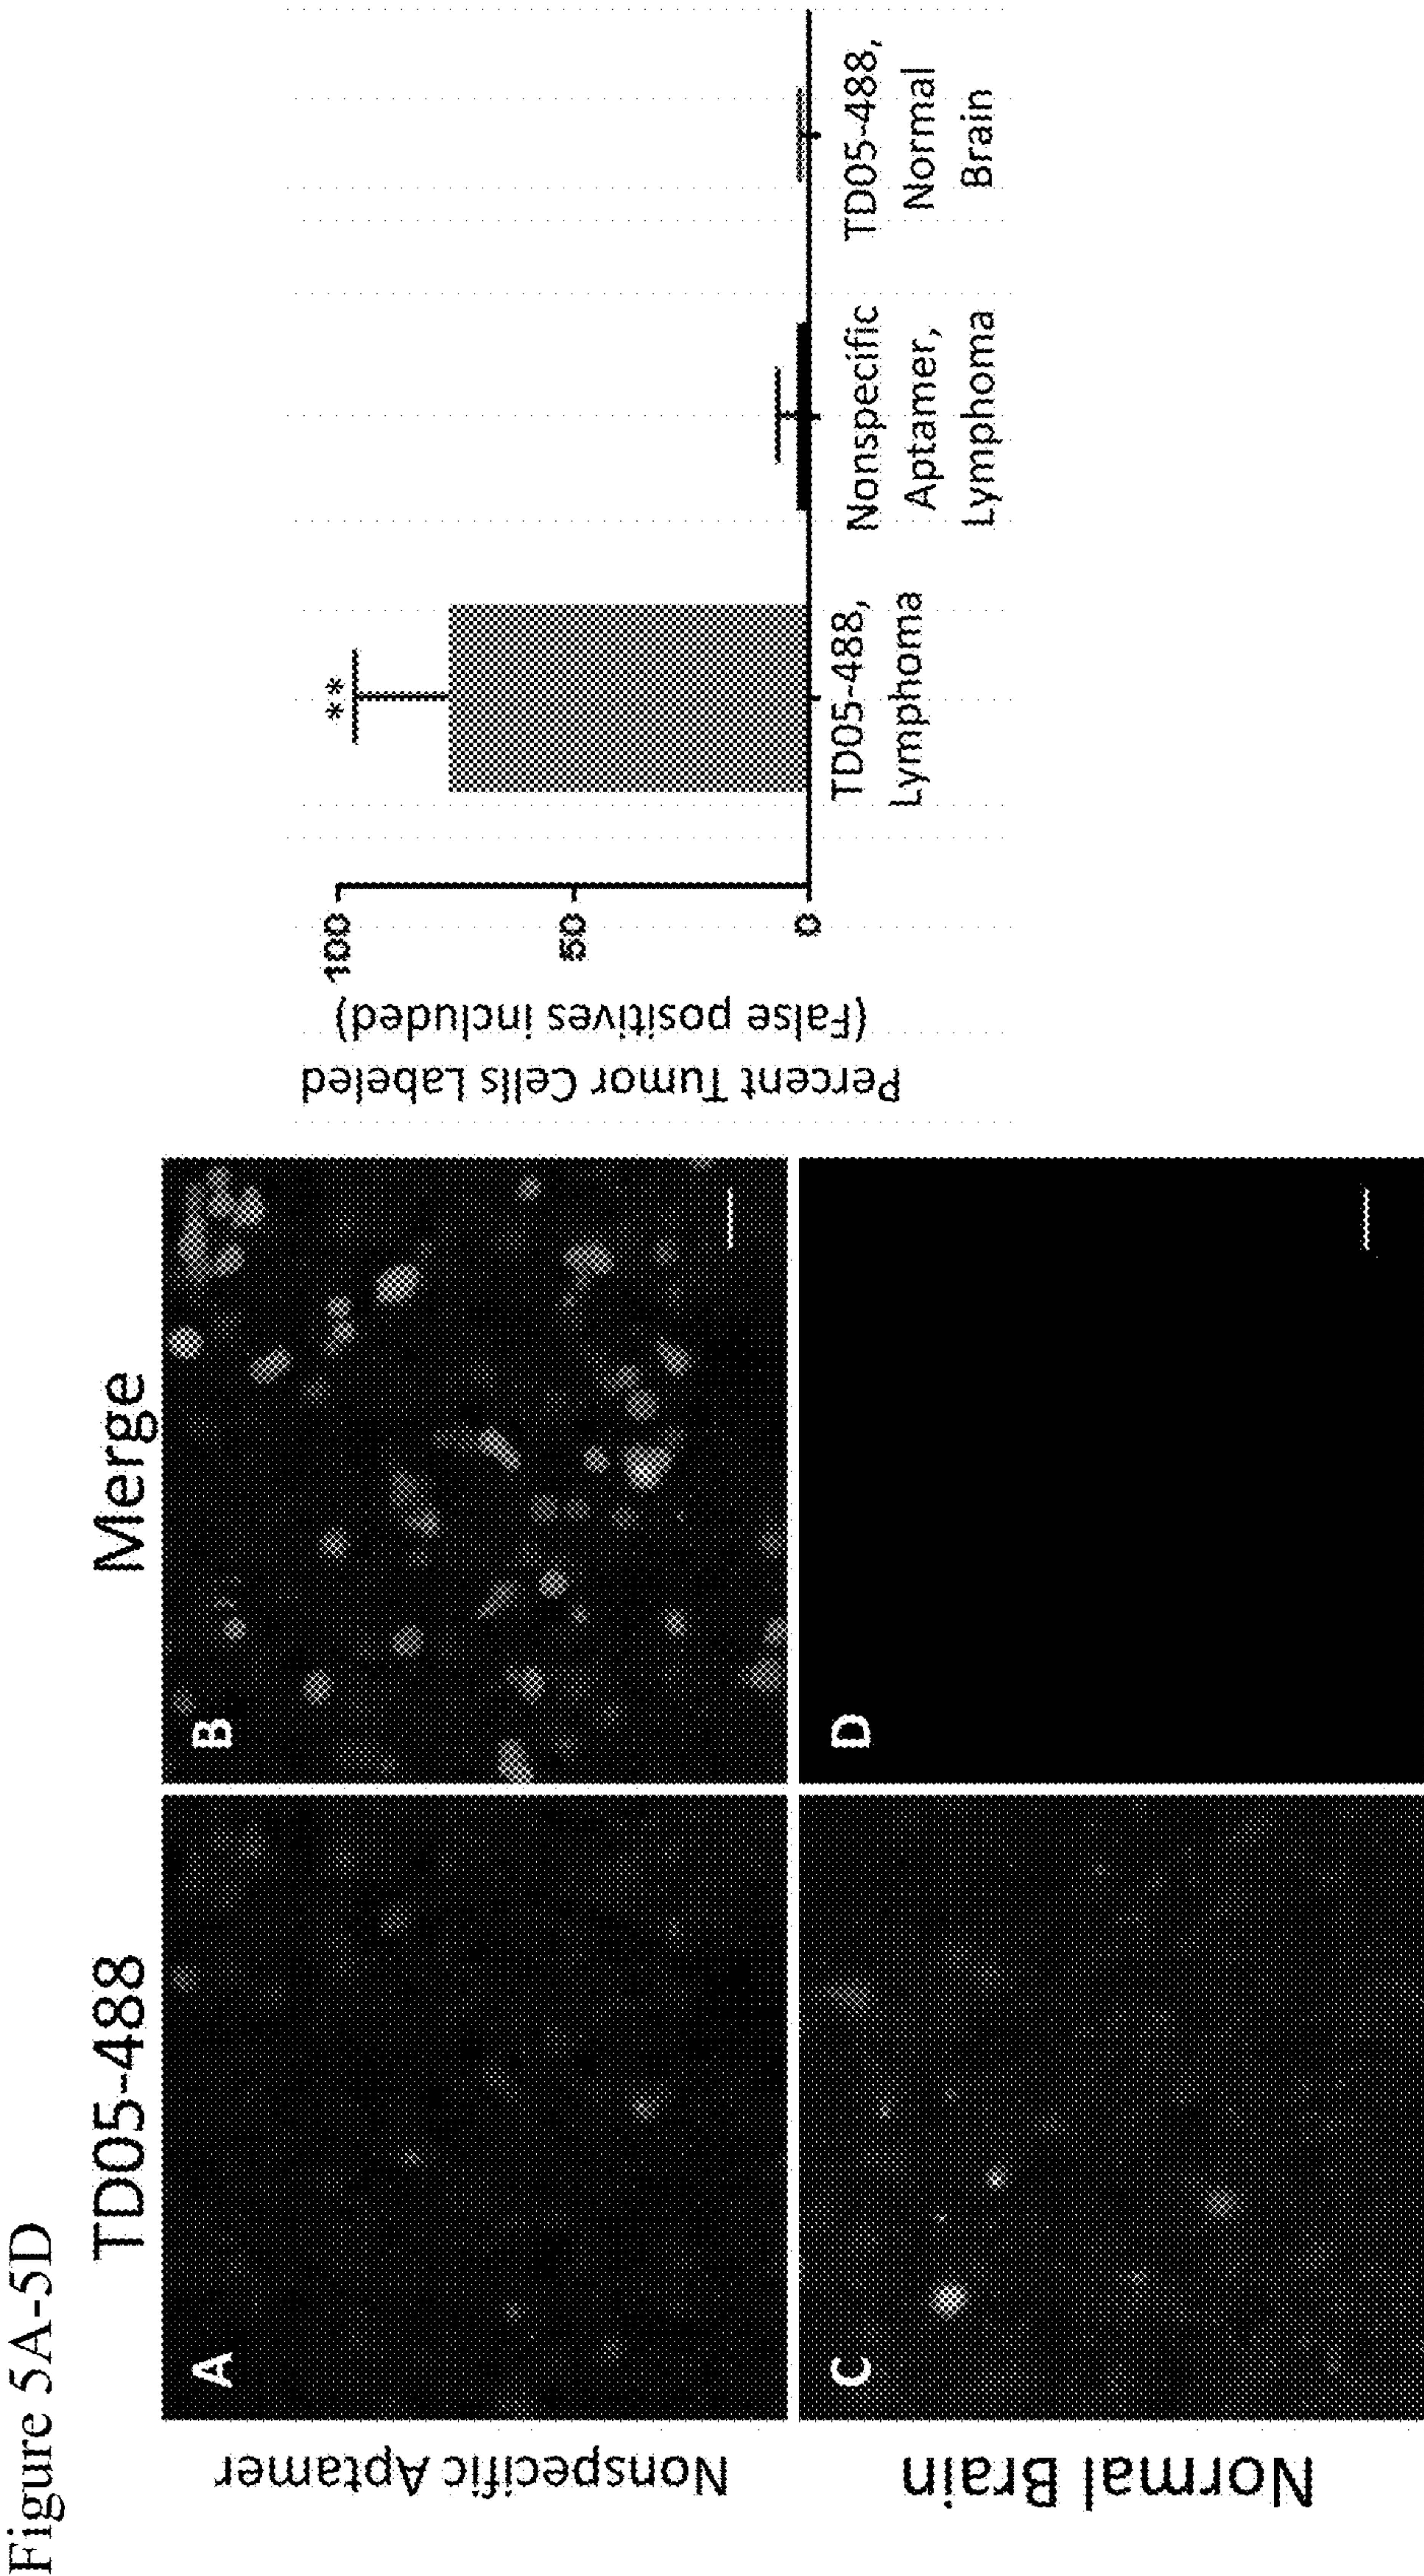 Figure 5A-5D
TD05-488
Merge
Nonspecific Aptamer
A
B
Normal Brain
C
D
Percent Tumor Cells Labeled
(False positives included)
100
50
0
**
TD05-488,
Lymphoma
Nonspecific
Aptamer,
Lymphoma
TD05-488,
Normal
Brain